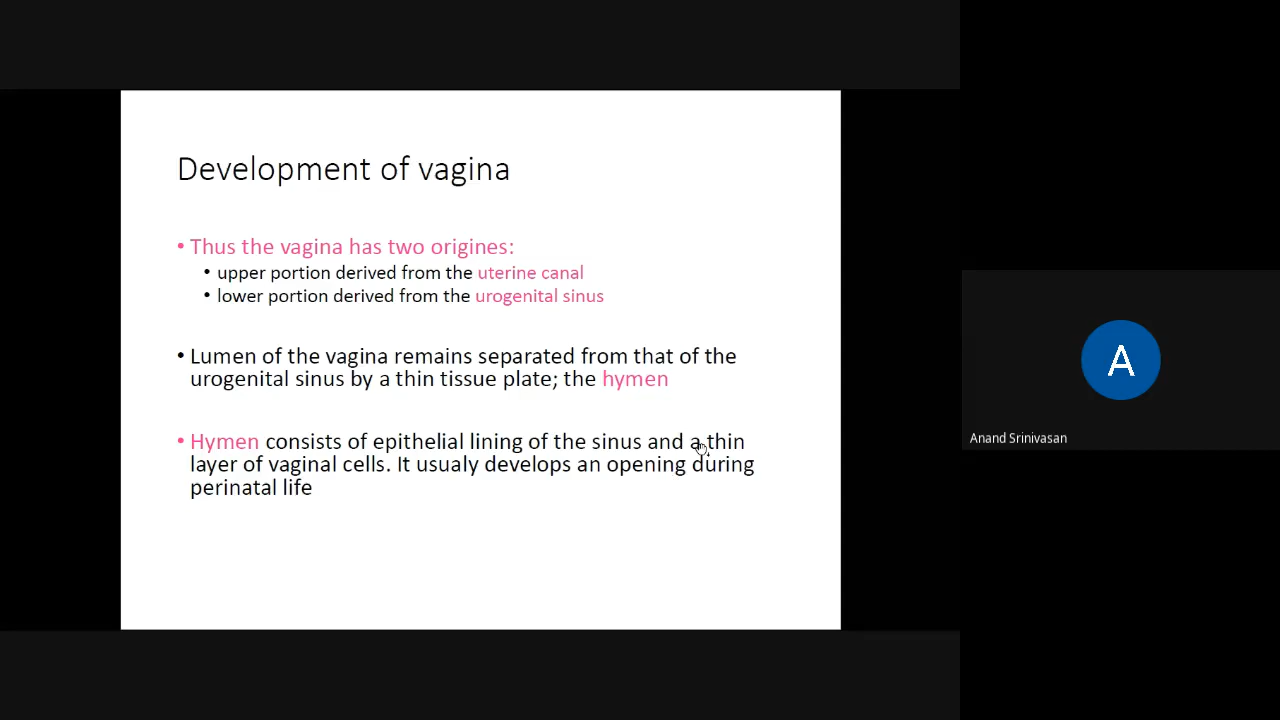 Development of vagina
• Thus the vagina has two origines:
• upper portion derived from the uterine canal
• lower portion derived from the urogenital sinus
• Lumen of the vagina remains separated from that of the
urogenital sinus by a thin tissue plate; the hymen
• Hymen consists of epithelial lining of the sinus and a thin
layer of vaginal cells. It usualy develops an opening during
perinatal life
A
Anand Srinivasan